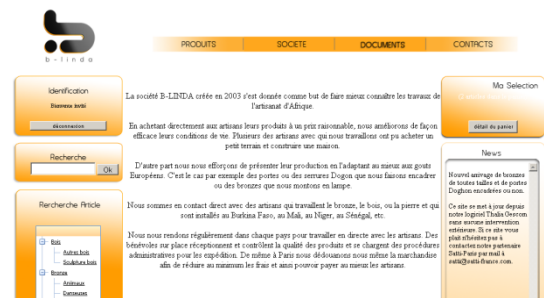 b-linda
PRODUITS SOCIETE DOCUMENTS CONTACTS
Identification
Bienvenu invité
déconnexion
Recherche
Ok
Recherche Article
Bois
Autres bois
Sculpture bois
Bronze
Animaux
Danseuses
La société B-LINDA créée en 2003 s'est donnée comme but de faire mieux connaître les travaux de
l'artisanat d'Afrique.
En achetant directement aux artisans leurs produits à un prix raisonnable, nous améliorons de façon
efficace leurs conditions de vie. Plusieurs des artisans avec qui nous travaillons ont pu acheter un
petit terrain et construire une maison.
D'autre part nous nous efforçons de présenter leur production en l'adaptant au mieux aux gouts
Européens. C'est le cas par exemple des portes ou des serrures Dogon que nous faisons encadrer
ou des bronzes que nous montons en lampe.
Nous sommes en contact direct avec des artisans qui travaillent le bronze, le bois, ou la pierre et qui
sont installés au Burkina Faso, au Mali, au Niger, au Sénégal, etc.
Nous nous rendons régulièrement dans chaque pays pour travailler en directe avec les artisans. Des
bénévoles sur place réceptionnent et contrôlent la qualité des produits et se chargent des procédures
administratives pour les expédition. De même à Paris nous dédouanons nous même la marchandise
afin de réduire au minimum les frais et ainsi pouvoir payer au mieux les artisans.
Ma Selection
détail du panier
News
Nouvel arrivage de bronzes
de toutes tailles et de portes
Doghon encadrées ou non.
Ce site se met à jour depuis
notre logiciel Thalia Gescom
sans aucune intervention
extérieure. Si ce site vous
plait n'hésitez pas à
contactez notre partenaire
Satti-Paris par mail à
satti@satti-france.com.